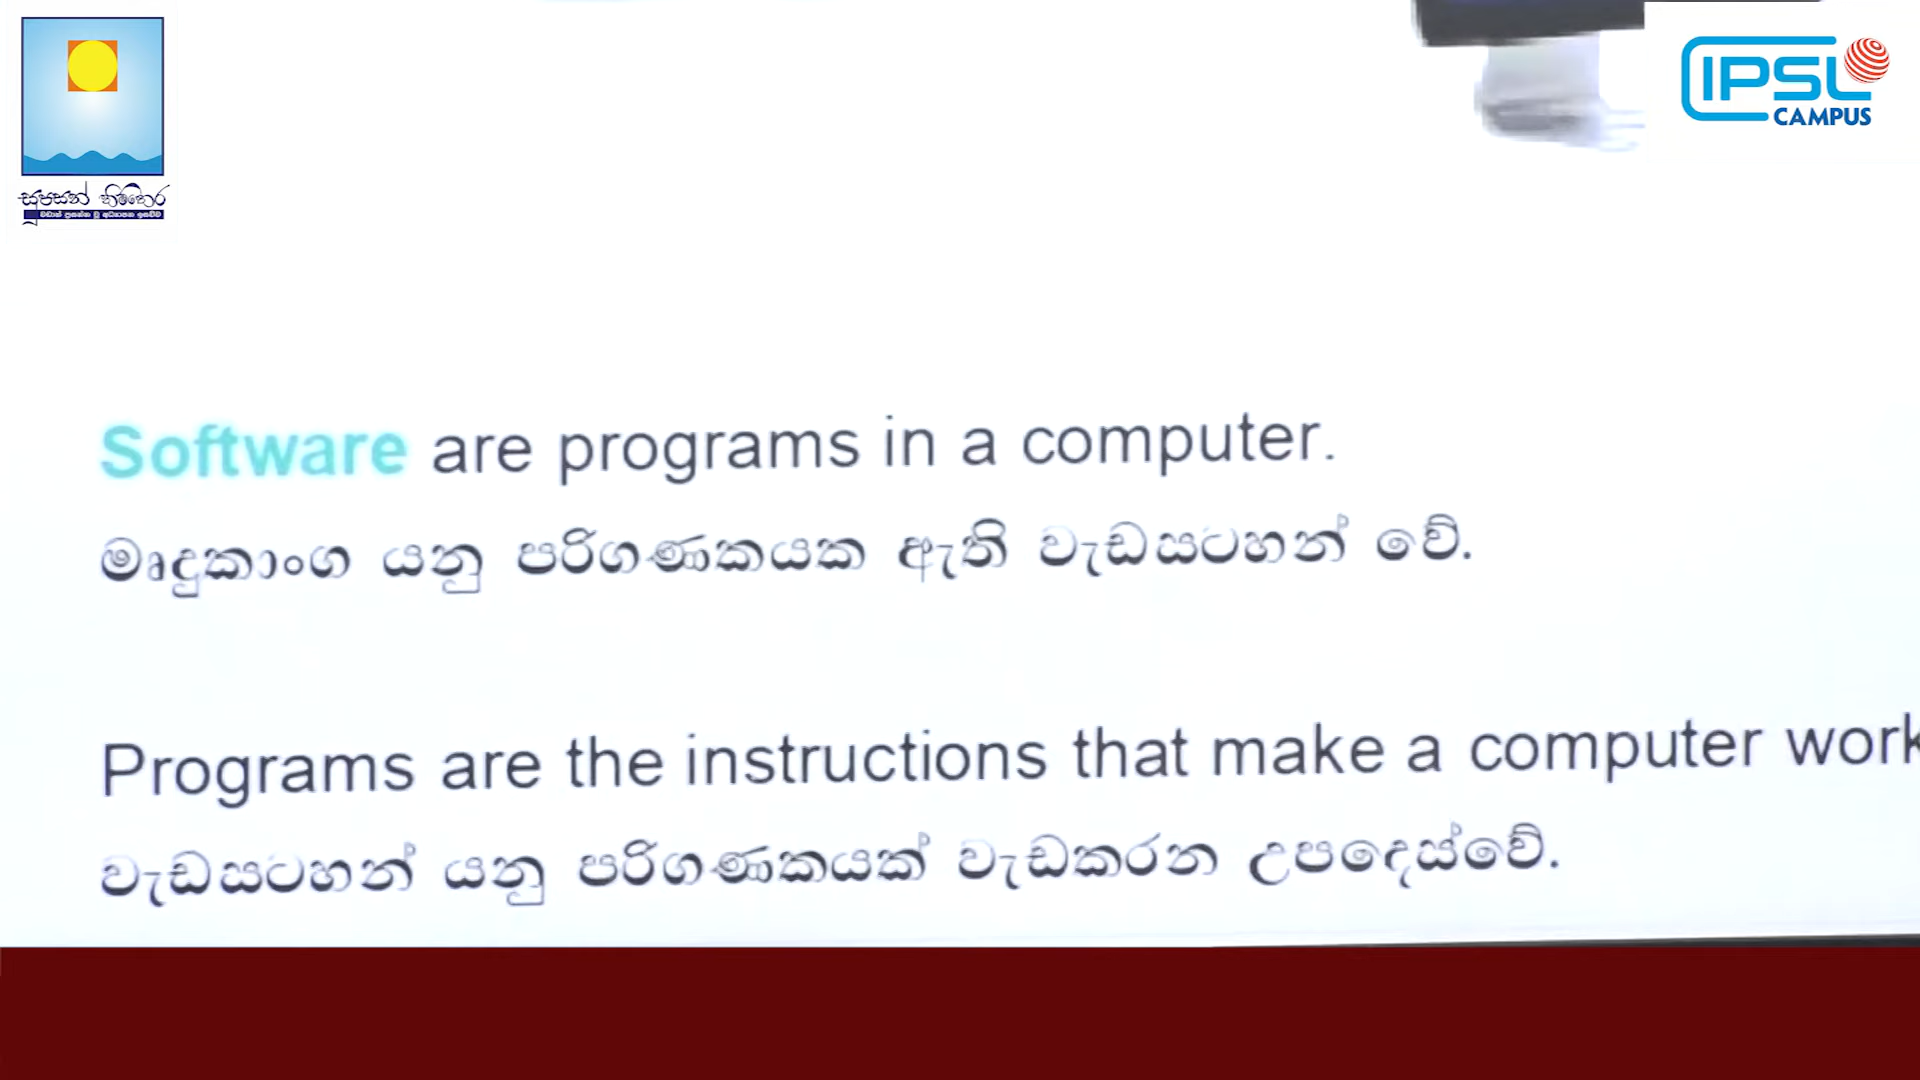 IPSL
CAMPUS
සුපසන් නිම්තෙර
Software are programs in a computer.
මෘදුකාංග යනු පරිගණකයක ඇති වැඩසටහන් වේ.
Programs are the instructions that make a computer work
වැඩසටහන් යනු පරිගණකයක් වැඩකරන උපදෙස්වේ.